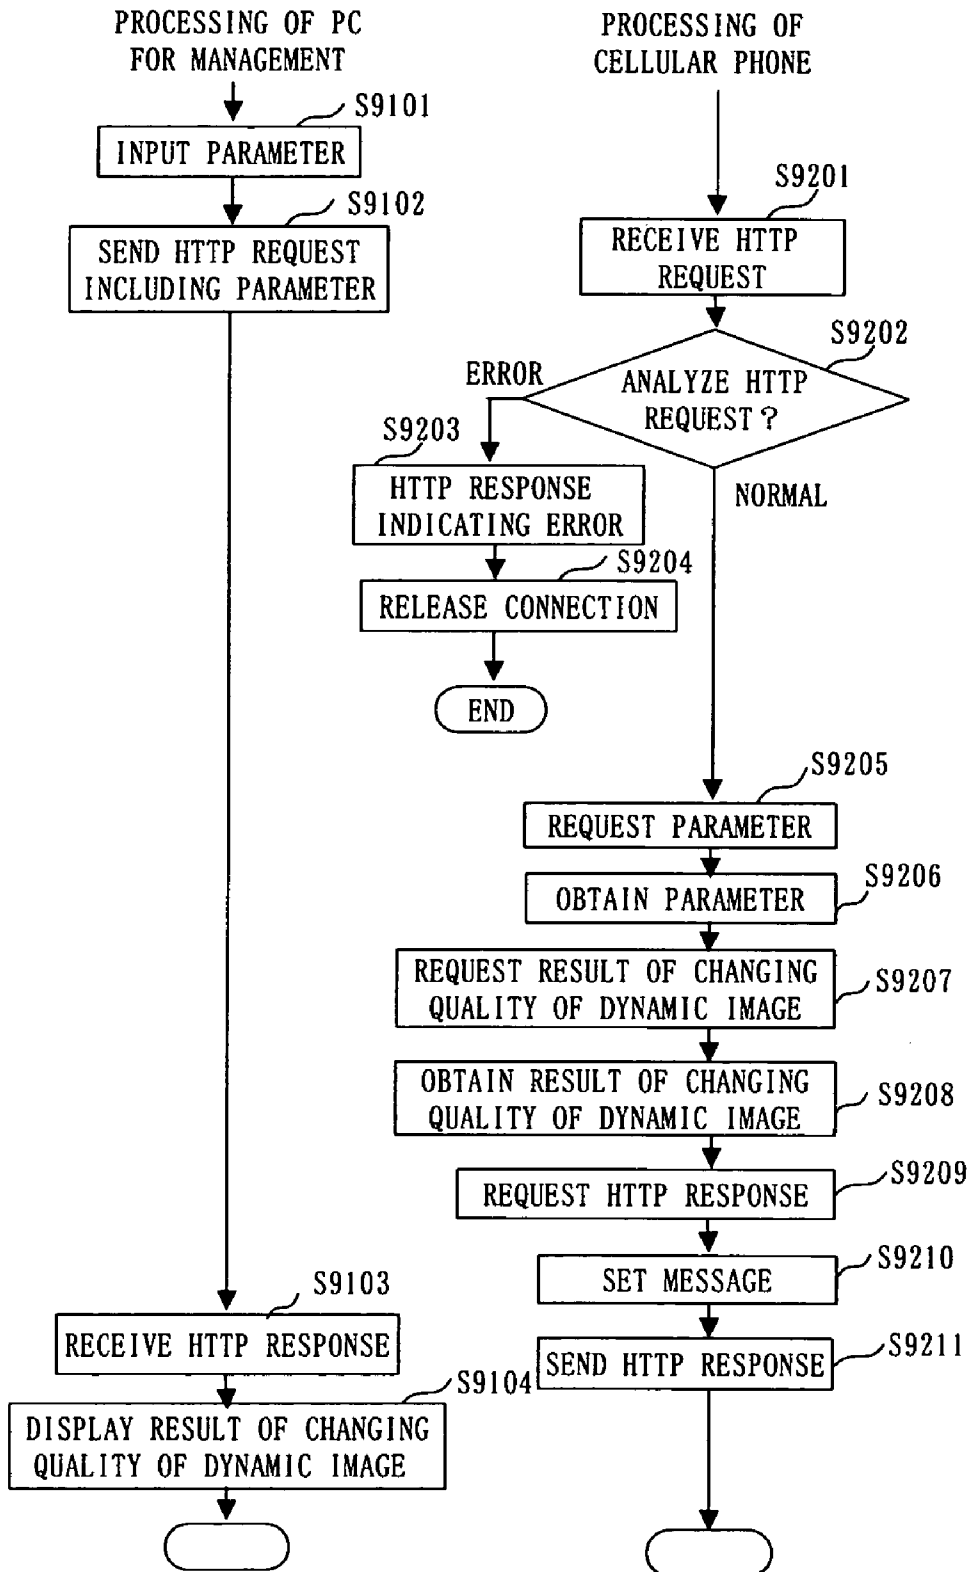 PROCESSING OF PC
FOR MANAGEMENT
S9101
INPUT PARAMETER
S9102
SEND HTTP REQUEST
INCLUDING PARAMETER
S9103
RECEIVE HTTP RESPONSE
S9104
DISPLAY RESULT OF CHANGING
QUALITY OF DYNAMIC IMAGE
PROCESSING OF
CELLULAR PHONE
S9201
RECEIVE HTTP
REQUEST
S9202
ANALYZE HTTP
REQUEST?
ERROR
S9203
HTTP RESPONSE
INDICATING ERROR
S9204
RELEASE CONNECTION
END
NORMAL
S9205
REQUEST PARAMETER
S9206
OBTAIN PARAMETER
S9207
REQUEST RESULT OF CHANGING
QUALITY OF DYNAMIC IMAGE
S9208
OBTAIN RESULT OF CHANGING
QUALITY OF DYNAMIC IMAGE
S9209
REQUEST HTTP RESPONSE
S9210
SET MESSAGE
S9211
SEND HTTP RESPONSE